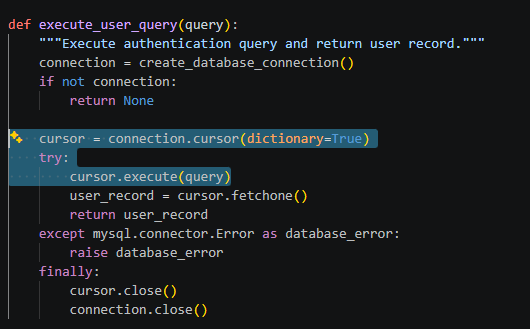 def execute_user_query(query):
    """Execute authentication query and return user record."""
    connection = create_database_connection()
    if not connection:
        return None

    cursor = connection.cursor(dictionary=True)
    try:
        cursor.execute(query)
        user_record = cursor.fetchone()
        return user_record
    except mysql.connector.Error as database_error:
        raise database_error
    finally:
        cursor.close()
        connection.close()